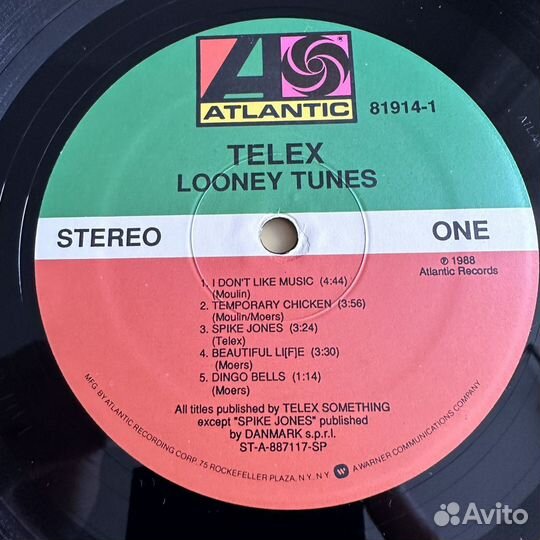 ATLANTIC
81914-1
TELEX
LOONEY TUNES
STEREO
ONE
℗ 1988
Atlantic Records
1. I DON'T LIKE MUSIC (4:44)
(Moulin)
2. TEMPORARY CHICKEN (3:56)
(Moulin/Moers)
3. SPIKE JONES (3:24)
(Telex)
4. BEAUTIFUL LI[F]E (3:30)
(Moers)
5. DINGO BELLS (1:14)
(Moers)
All titles published by TELEX SOMETHING
except "SPIKE JONES" published
by DANMARK s.p.r.l.
ST-A-887117-SP
MFG BY ATLANTIC RECORDING CORP. 75 ROCKEFELLER PLAZA, N.Y., N.Y. A WARNER COMMUNICATIONS COMPANY
Avito